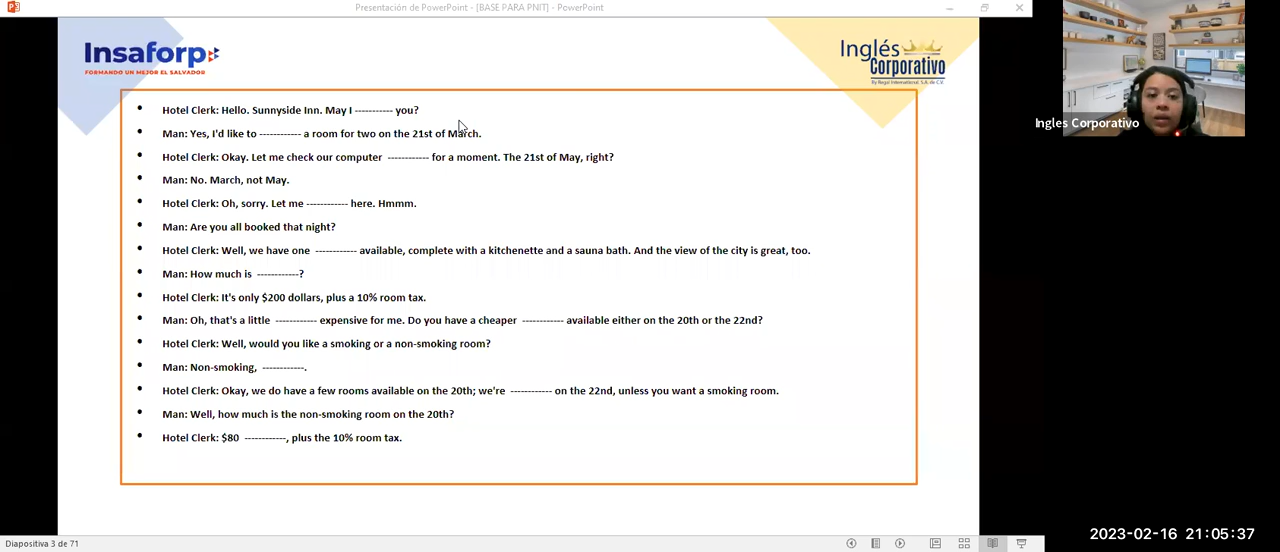 Presentación de PowerPoint - [BASE PARA PNIT] - PowerPoint
Insaforp
FORMANDO UN MEJOR EL SALVADOR
Inglés
Corporativo
By Regal International, S.A. de C.V.
Hotel Clerk: Hello. Sunnyside Inn. May I ---------- you?
Man: Yes, I'd like to ----------- a room for two on the 21st of March.
Hotel Clerk: Okay. Let me check our computer ----------- for a moment. The 21st of May, right?
Man: No. March, not May.
Hotel Clerk: Oh, sorry. Let me ----------- here. Hmmm.
Man: Are you all booked that night?
Hotel Clerk: Well, we have one ----------- available, complete with a kitchenette and a sauna bath. And the view of the city is great, too.
Man: How much is -----------?
Hotel Clerk: It's only $200 dollars, plus a 10% room tax.
Man: Oh, that's a little ----------- expensive for me. Do you have a cheaper ----------- available either on the 20th or the 22nd?
Hotel Clerk: Well, would you like a smoking or a non-smoking room?
Man: Non-smoking, -----------.
Hotel Clerk: Okay, we do have a few rooms available on the 20th; we're ----------- on the 22nd, unless you want a smoking room.
Man: Well, how much is the non-smoking room on the 20th?
Hotel Clerk: $80 -----------, plus the 10% room tax.
Ingles Corporativo
Diapositiva 3 de 71
2023-02-16 21:05:37